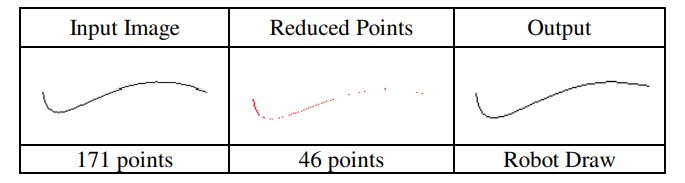 Input Image Reduced Points Output
171 points 46 points Robot Draw